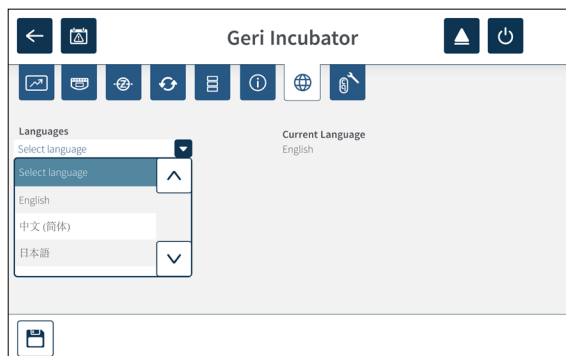 Geri Incubator
Languages
Select language
Select language
English
中文 (简体)
日本語
Current Language
English